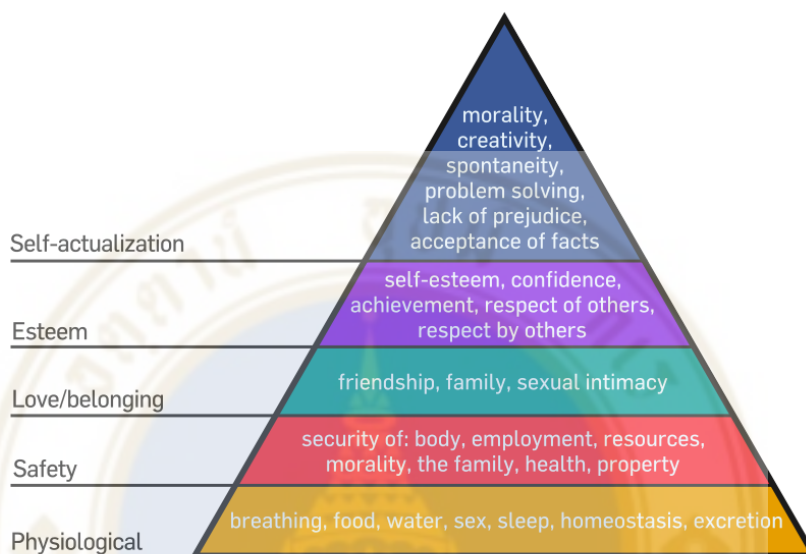 morality,
creativity,
spontaneity,
problem solving,
lack of prejudice,
acceptance of facts
Self-actualization
self-esteem, confidence,
achievement, respect of others,
respect by others
Esteem
friendship, family, sexual intimacy
Love/belonging
security of: body, employment, resources,
morality, the family, health, property
Safety
breathing, food, water, sex, sleep, homeostasis, excretion
Physiological